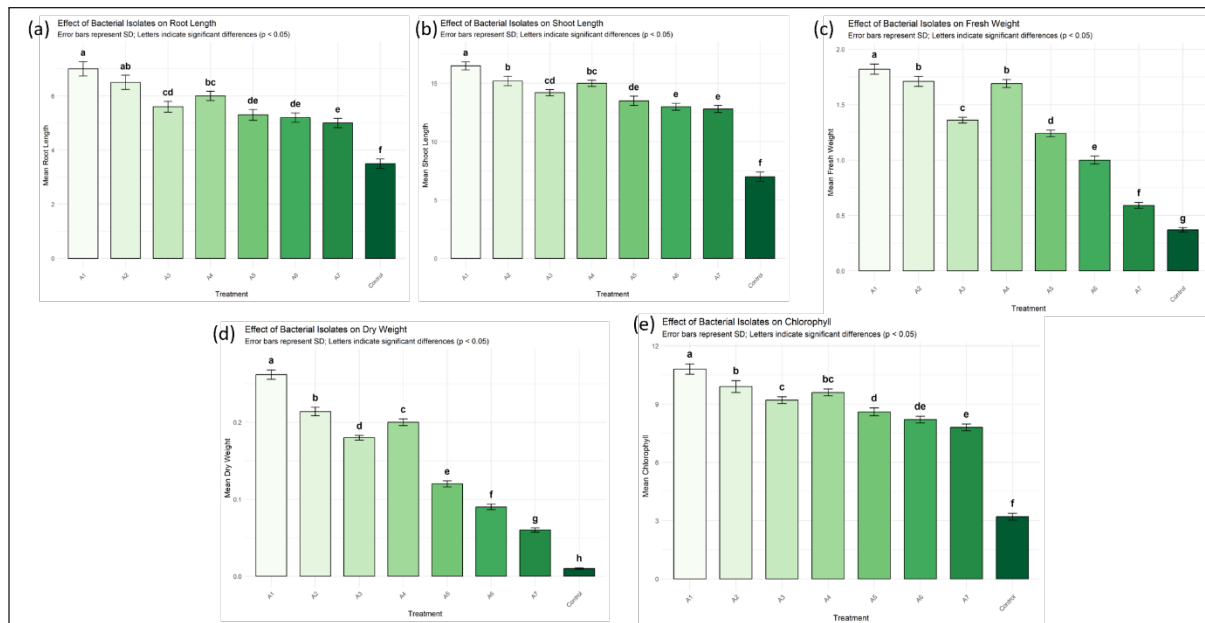 (a)
Effect of Bacterial Isolates on Root Length
Error bars represent SD; Letters indicate significant differences (p < 0.05)
a
ab
cd
bc
de
de
e
f
6
4
2
0
Mean Root Length
A1
A2
A3
A4
A5
A6
A7
Control
Treatment
(b)
Effect of Bacterial Isolates on Shoot Length
Error bars represent SD; Letters indicate significant differences (p < 0.05)
a
b
cd
bc
de
e
e
f
15
10
5
0
Mean Shoot Length
A1
A2
A3
A4
A5
A6
A7
Control
Treatment
(c)
Effect of Bacterial Isolates on Fresh Weight
Error bars represent SD; Letters indicate significant differences (p < 0.05)
2.0
a
b
c
b
d
e
f
g
1.5
1.0
0.5
0.0
Mean Fresh Weight
A1
A2
A3
A4
A5
A6
A7
Control
Treatment
(d)
Effect of Bacterial Isolates on Dry Weight
Error bars represent SD; Letters indicate significant differences (p < 0.05)
a
b
d
c
e
f
g
h
0.2
0.1
0.0
Mean Dry Weight
A1
A2
A3
A4
A5
A6
A7
Control
Treatment
(e)
Effect of Bacterial Isolates on Chlorophyll
Error bars represent SD; Letters indicate significant differences (p < 0.05)
12
a
b
c
bc
d
de
e
f
9
6
3
0
Mean Chlorophyll
A1
A2
A3
A4
A5
A6
A7
Control
Treatment